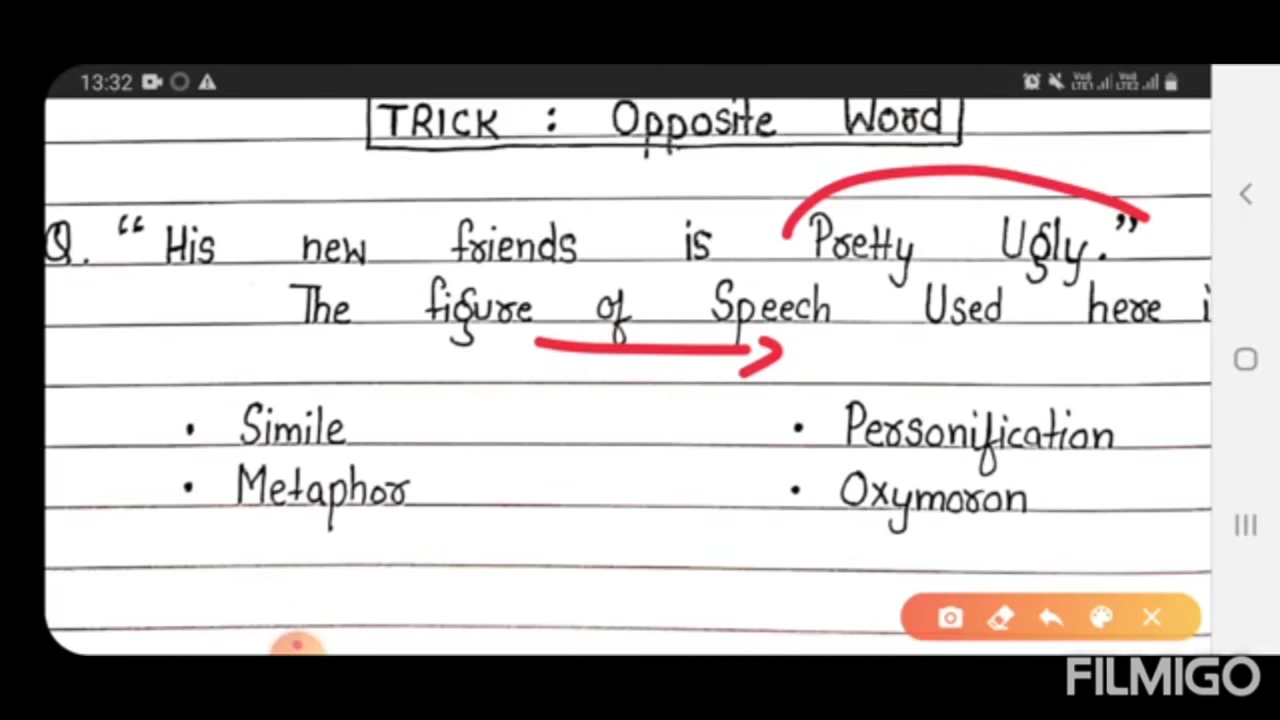 13:32
TRICK : Opposite Word
Q. “His new friends is Pretty Ugly.”
The figure of Speech Used here i
• Simile • Personification
• Metaphor • Oxymoron
FILMIGO